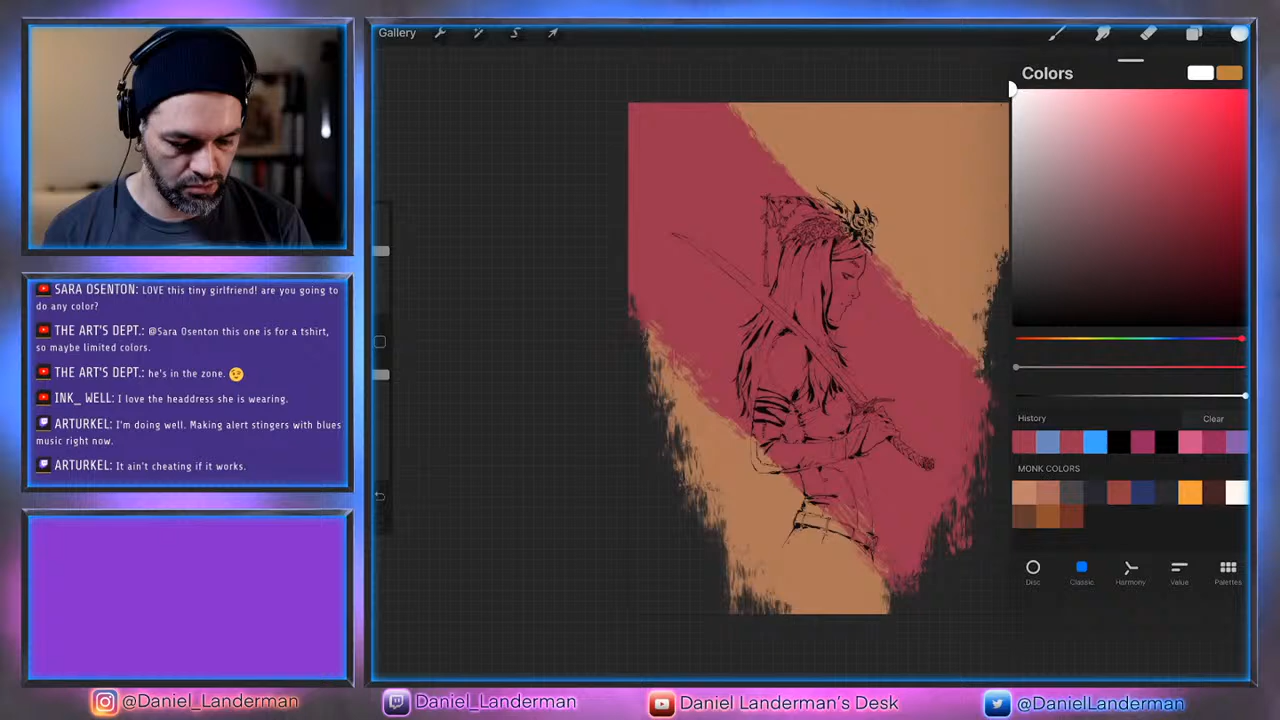 Gallery
Colors
SARA OSENTON: LOVE this tiny girlfriend! are you going to
do any color?
THE ART'S DEPT.: @Sara Osenton this one is for a tshirt,
so maybe limited colors.
THE ART'S DEPT.: he's in the zone. 😌
INK_ WELL: I love the headdress she is wearing.
ARTURKEL: I'm doing well. Making alert stingers with blues
music right now.
ARTURKEL: It ain't cheating if it works.
History
Clear
MONK COLORS
Disc
Classic
Harmony
Value
Palettes
@Daniel_Landerman
Daniel_Landerman
Daniel Landerman's Desk
@DanielLanderman